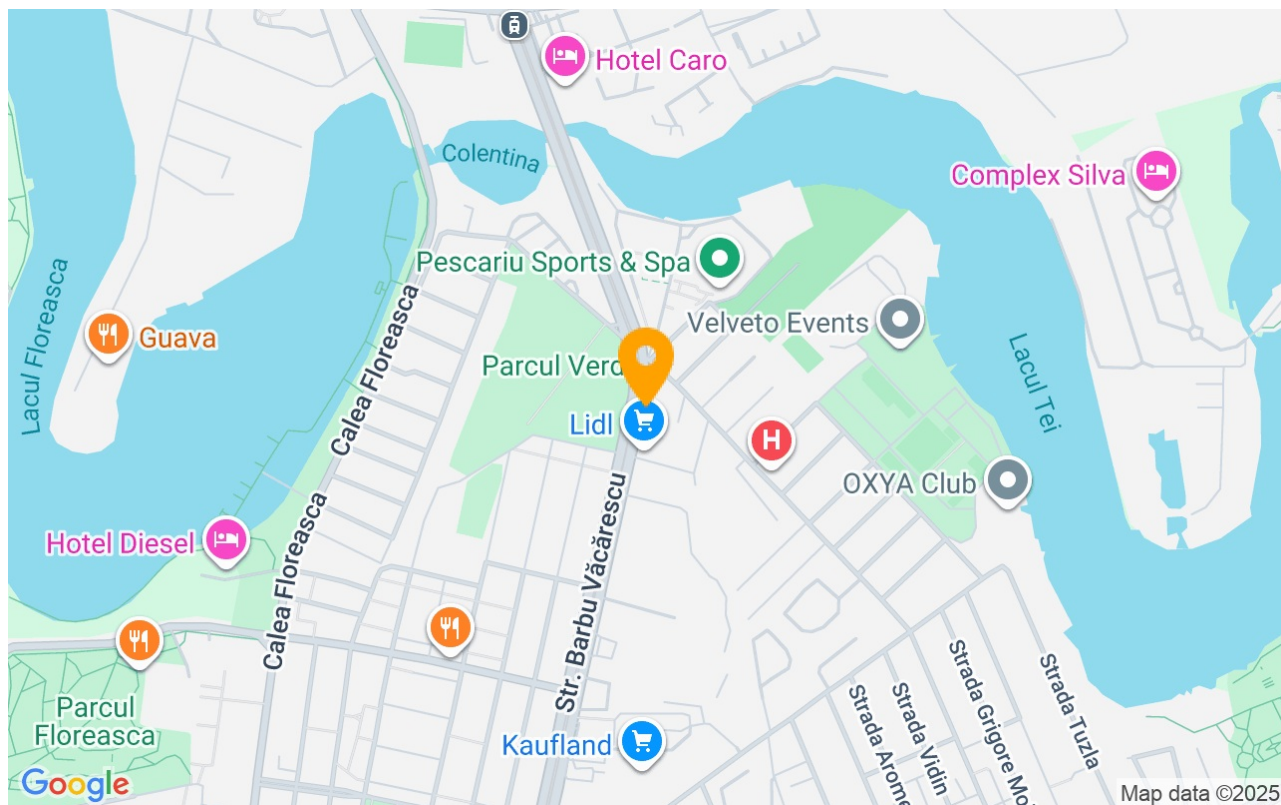 Hotel Caro
Colentina
Complex Silva
Pescariu Sports & Spa
Lacul Floreasca
Guava
Calea Floreasca
Velveto Events
Parcul Verd
Lacul Tei
Lidl
H
OXYA Club
Hotel Diesel
Calea Floreasca
Str. Barbu Văcărescu
Parcul
Floreasca
Kaufland
Strada Arome
Strada Vidin
Strada Grigore Mo
Strada Tuzla
Google
Map data ©2025